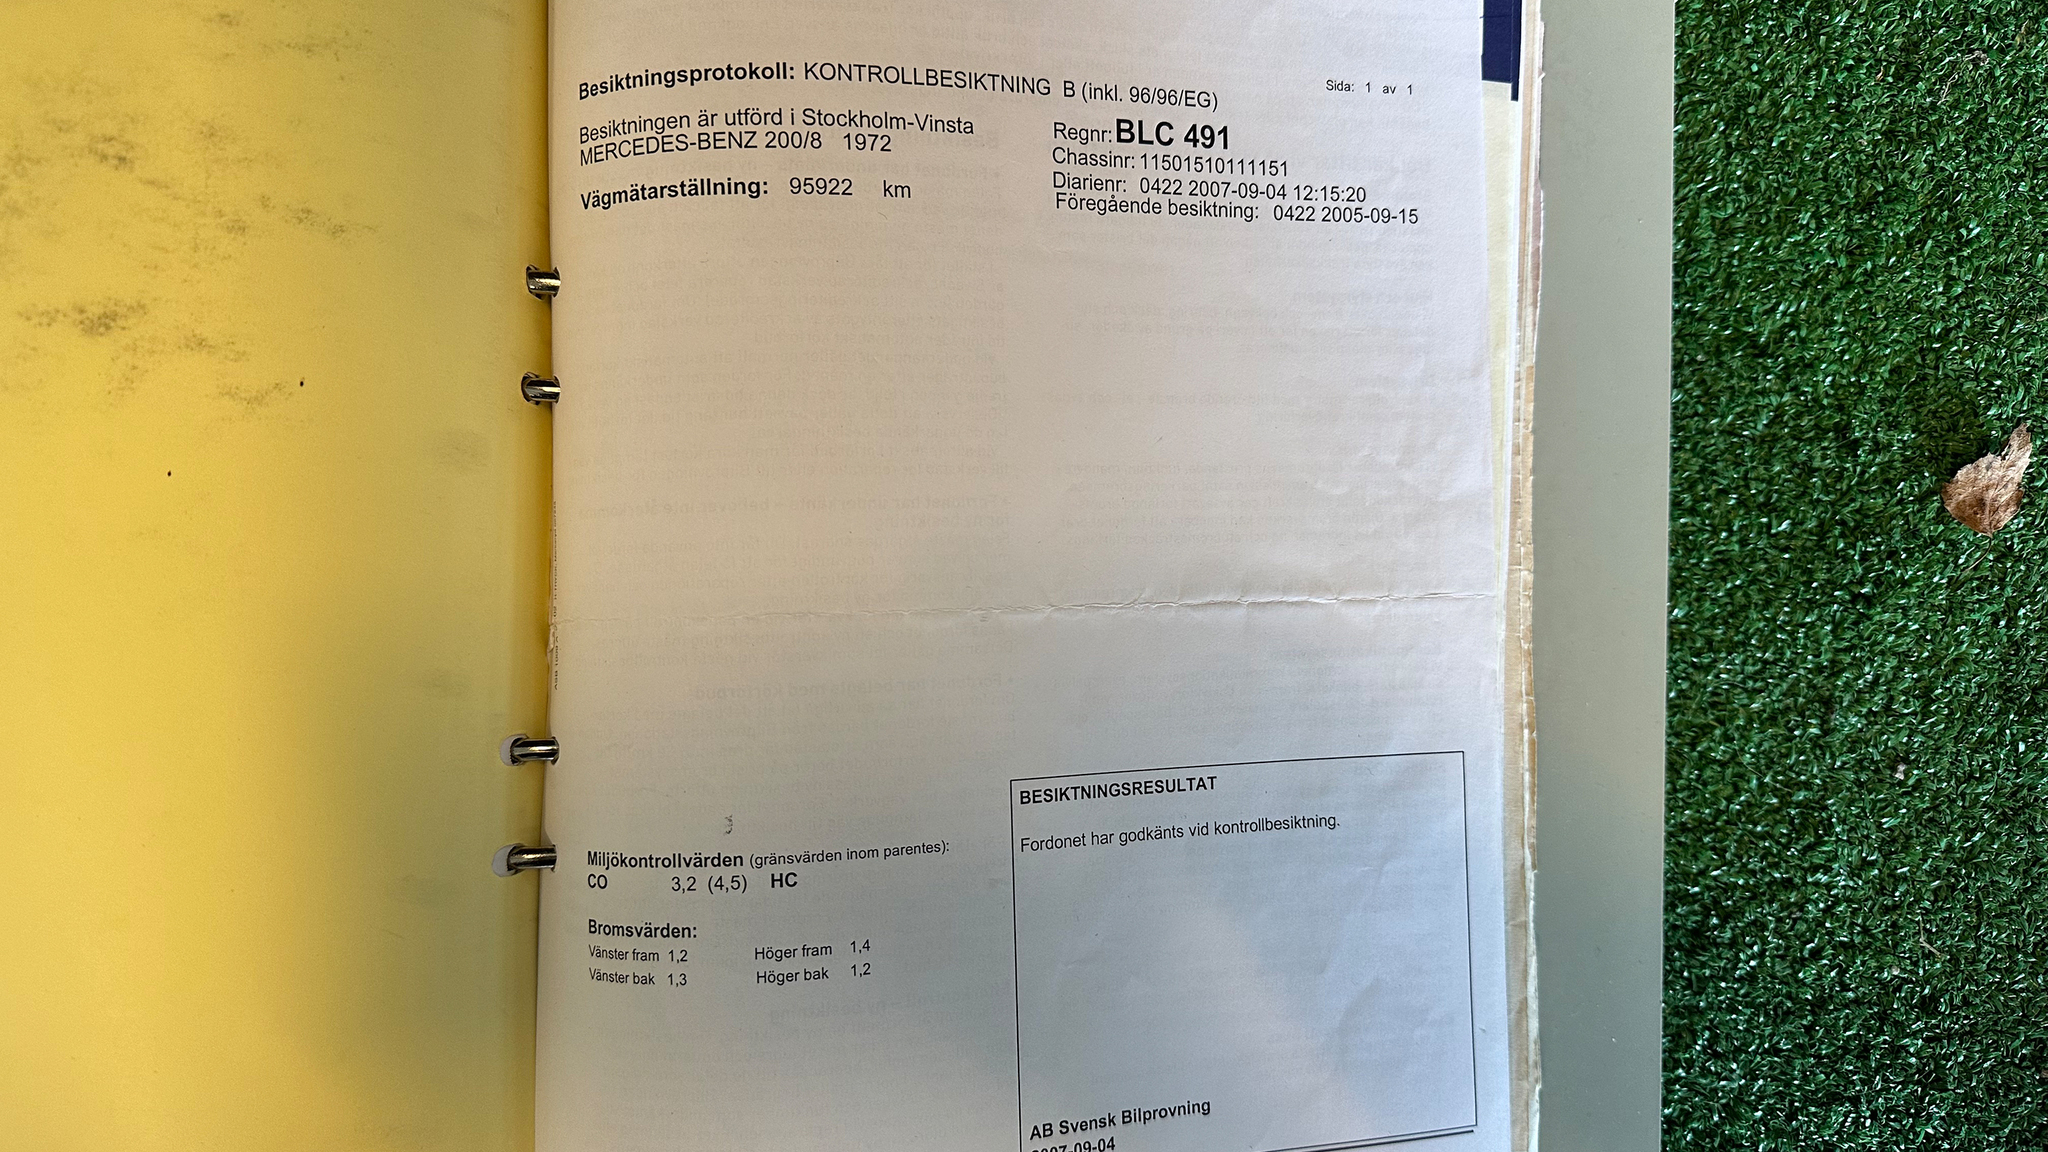 Besiktningsprotokoll: KONTROLLBESIKTNING B (inkl. 96/96/EG)
Sida: 1 av 1
Besiktningen är utförd i Stockholm-Vinsta
MERCEDES-BENZ 200/8 1972
Vägmätarställning: 95922 km
Regnr: BLC 491
Chassinr: 11501510111151
Diarienr: 0422 2007-09-04 12:15:20
Föregående besiktning: 0422 2005-09-15
Miljökontrollvärden (gränsvärden inom parentes):
CO 3,2 (4,5) HC
Bromsvärden:
Vänster fram 1,2 Höger fram 1,4
Vänster bak 1,3 Höger bak 1,2
BESIKTNINGSRESULTAT
Fordonet har godkänts vid kontrollbesiktning.
AB Svensk Bilprovning
2007-09-04